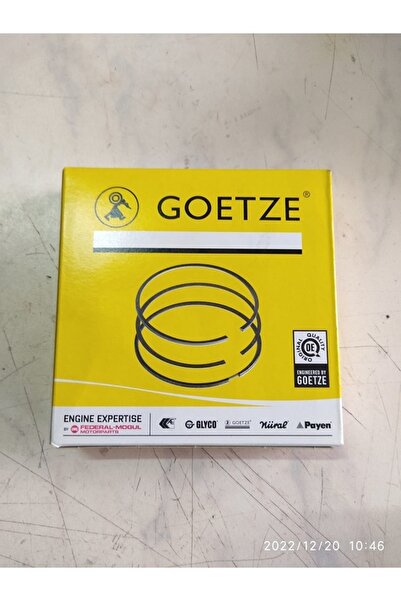 GOETZE®
ORIGINAL QUALITY
OE
ENGINEERED BY
GOETZE
ENGINE EXPERTISE
BY FEDERAL-MOGUL
MOTORPARTS
GLYCO
GOETZE
Nüral
Payen
2022/12/20 10:46